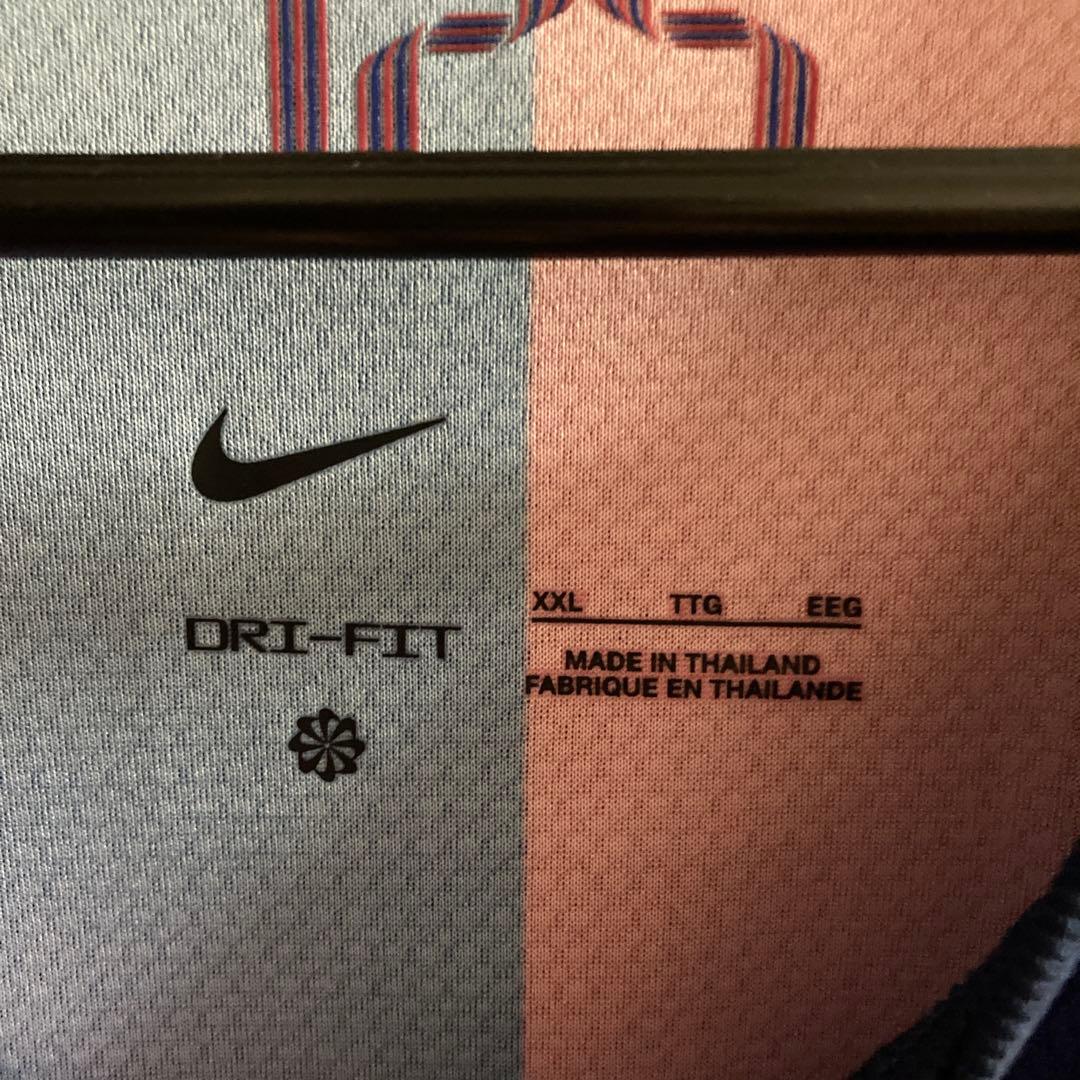 DRI-FIT
XXL TTG EEG
MADE IN THAILAND
FABRIQUE EN THAILANDE